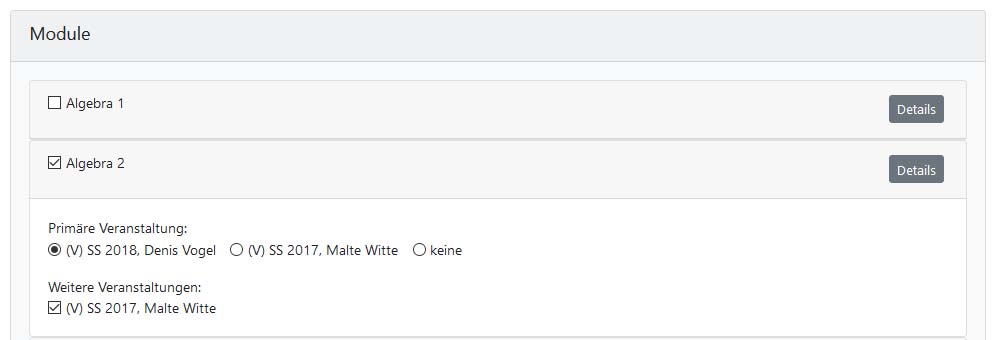 Module
Algebra 1 Details
Algebra 2 Details
Primäre Veranstaltung:
(V) SS 2018, Denis Vogel (V) SS 2017, Malte Witte keine
Weitere Veranstaltungen:
(V) SS 2017, Malte Witte